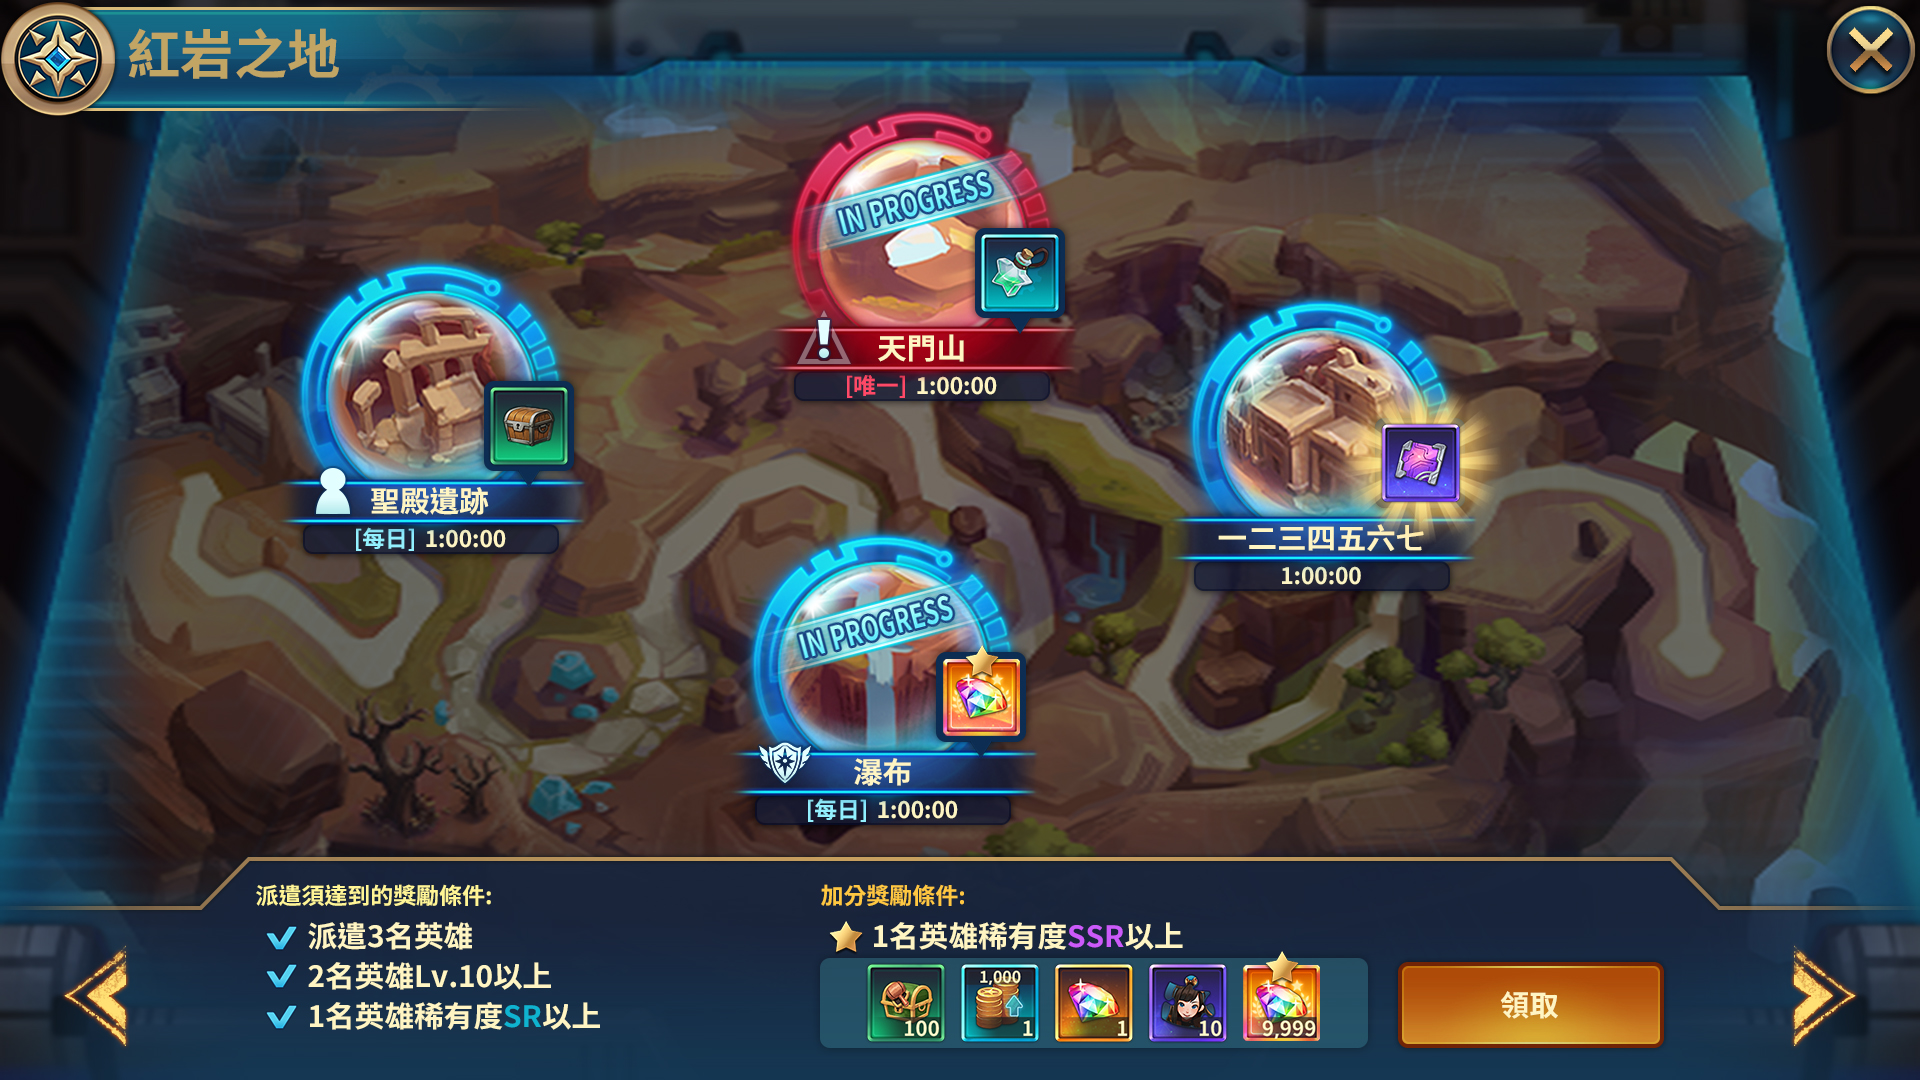 紅岩之地
IN PROGRESS
天門山
[唯一] 1:00:00
聖殿遺跡
[每日] 1:00:00
一二三四五六七
1:00:00
IN PROGRESS
瀑布
[每日] 1:00:00
派遣須達到的獎勵條件:
派遣3名英雄
2名英雄Lv.10以上
1名英雄稀有度SR以上
加分獎勵條件:
1名英雄稀有度SSR以上
100
1,000
1
1
10
9,999
領取